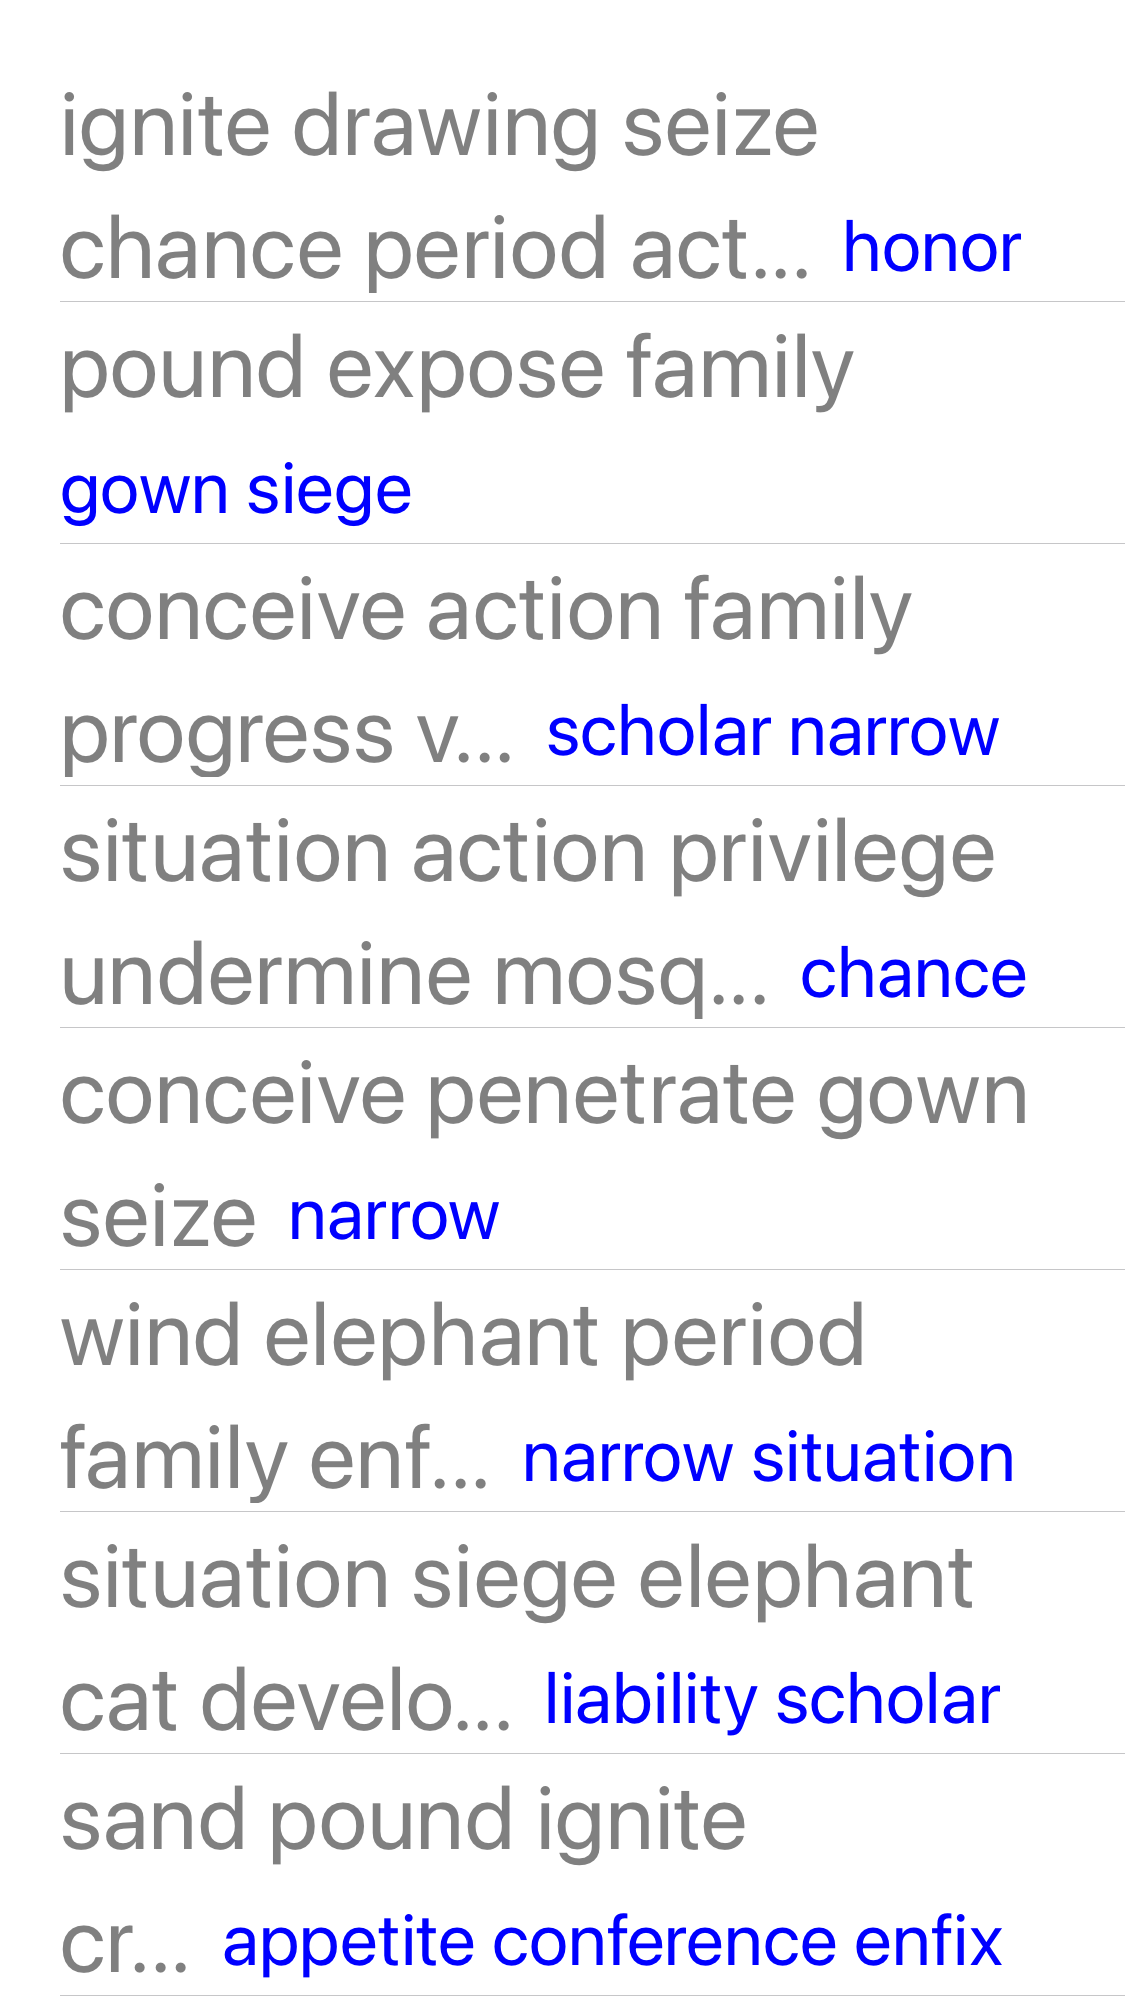 ignite drawing seize
chance period act... honor
pound expose family
gown siege
conceive action family
progress v... scholar narrow
situation action privilege
undermine mosq... chance
conceive penetrate gown
seize narrow
wind elephant period
family enf... narrow situation
situation siege elephant
cat develo... liability scholar
sand pound ignite
cr... appetite conference enfix